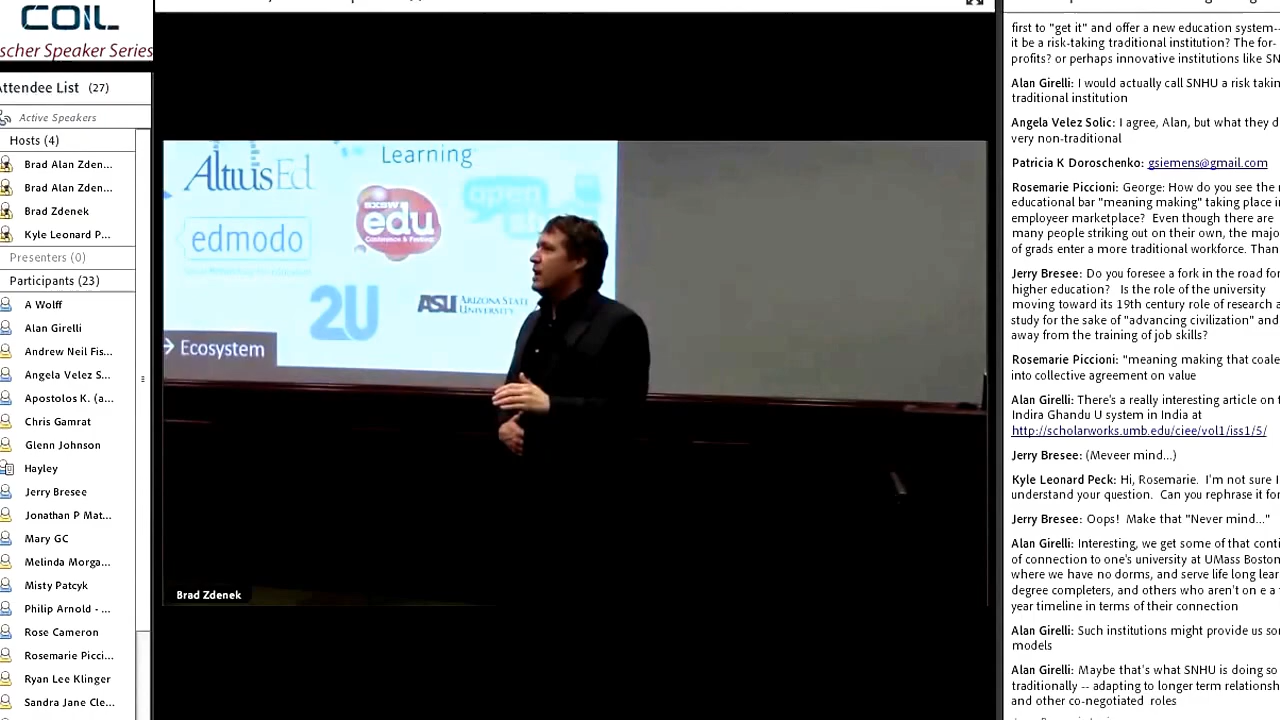 COIL
scher Speaker Series
Attendee List (27)
Active Speakers
Hosts (4)
Brad Alan Zden...
Brad Alan Zden...
Brad Zdenek
Kyle Leonard P...
Presenters (0)
Participants (23)
A Wolff
Alan Girelli
Andrew Neil Fis...
Angela Velez S...
Apostolos K. (a...
Chris Gamrat
Glenn Johnson
Hayley
Jerry Bresee
Jonathan P Mat...
Mary GC
Melinda Morga...
Misty Patcyk
Philip Arnold - ...
Rose Cameron
Rosemarie Picci...
Ryan Lee Klinger
Sandra Jane Cle...
AltiusEd
Learning
open
edu
Conference & Festival
edmodo
2U
ASU ARIZONA STATE
UNIVERSITY
→ Ecosystem
Brad Zdenek
first to "get it" and offer a new education system--
it be a risk-taking traditional institution? The for-
profits? or perhaps innovative institutions like SN
Alan Girelli: I would actually call SNHU a risk takin
traditional institution
Angela Velez Solic: I agree, Alan, but what they d
very non-traditional
Patricia K Doroschenko: gsiemens@gmail.com
Rosemarie Piccioni: George: How do you see the n
educational bar "meaning making" taking place i
employeer marketplace? Even though there are
many people striking out on their own, the majo
of grads enter a more traditional workforce? Than
Jerry Bresee: Do you foresee a fork in the road for
higher education? Is the role of the university
moving toward its 19th century role of research a
study for the sake of "advancing civilization" and
away from the training of job skills?
Rosemarie Piccioni: "meaning making that coale
into collective agreement on value
Alan Girelli: There's a really interesting article on t
Indira Ghandu U system in India at
http://scholarworks.umb.edu/ciee/vol1/iss1/5/
Jerry Bresee: (Meveer mind...)
Kyle Leonard Peck: Hi, Rosemarie. I'm not sure I
understand your question. Can you rephrase it for
Jerry Bresee: Oops! Make that "Never mind..."
Alan Girelli: Interesting, we get some of that conti
of connection to one's university at UMass Boston
where we have no dorms, and serve life long lear
degree completers, and others who aren't on e a
year timeline in terms of their connection
Alan Girelli: Such institutions might provide us so
models
Alan Girelli: Maybe that's what SNHU is doing so
traditionally -- adapting to longer term relationsh
and other co-negotiated roles